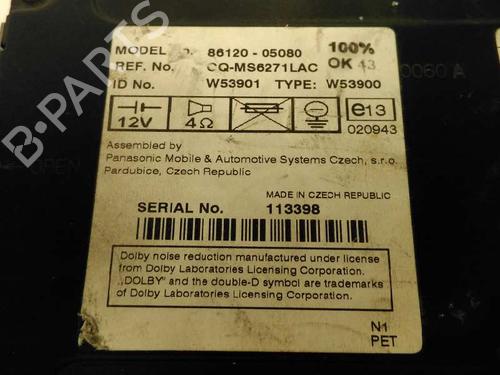 MODEL No. 86120 - 05080 100%
REF. No. CQ-MS6271LAC OK 43
ID No. W53901 TYPE: W53900
12V 4Ω e13
020943
Assembled by
Panasonic Mobile & Automotive Systems Czech, s.r.o.
Pardubice, Czech Republic
MADE IN CZECH REPUBLIC
SERIAL No. 113398
Dolby noise reduction manufactured under license
from Dolby Laboratories Licensing Corporation.
„DOLBY" and the double-D symbol are trademarks
of Dolby Laboratories Licensing Corporation.
N1
PET